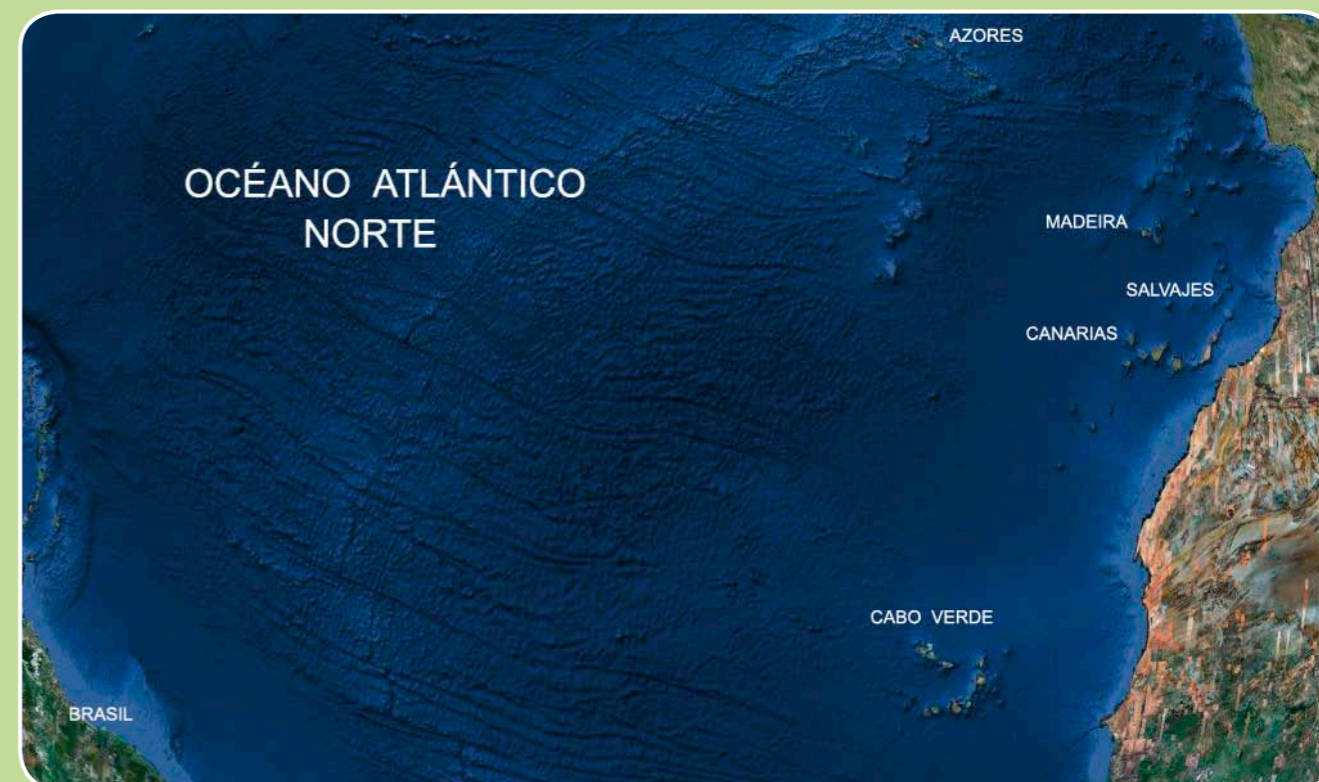 AZORES
OCÉANO ATLÁNTICO
NORTE
MADEIRA
SALVAJES
CANARIAS
CABO VERDE
BRASIL